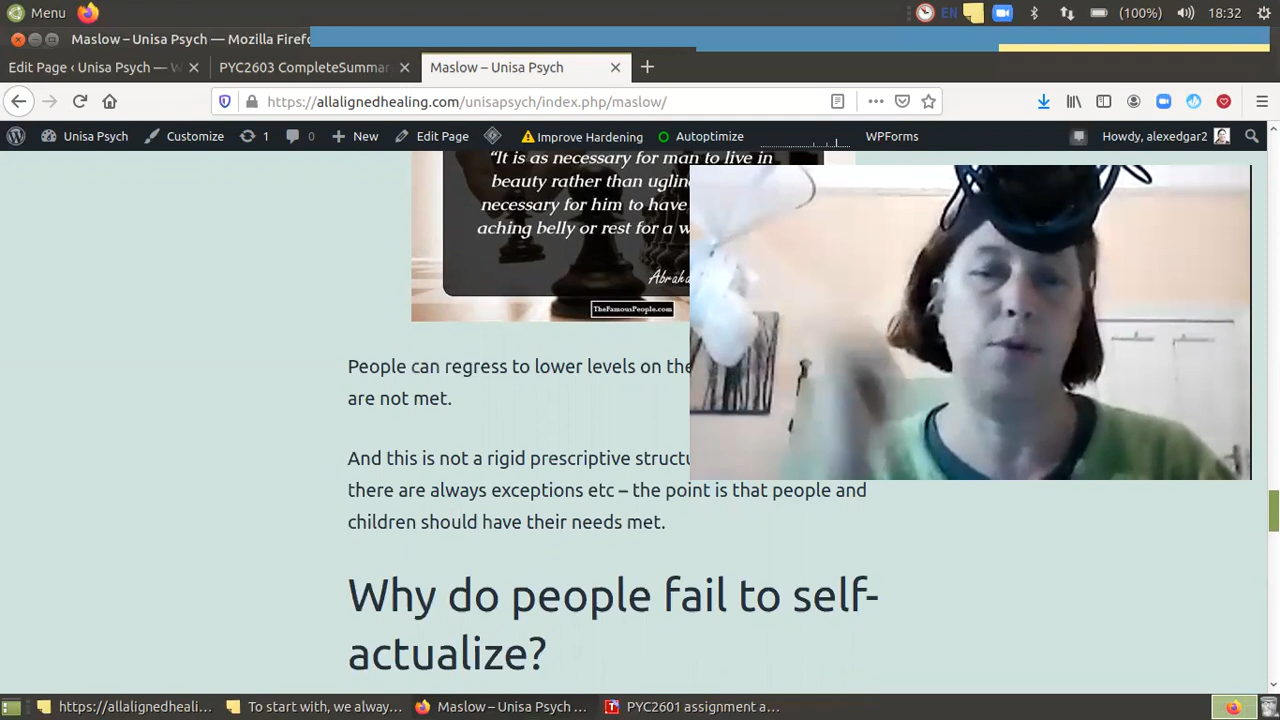 Menu
EN
(100%)
18:32
Maslow – Unisa Psych — Mozilla Firef
Edit Page ‹ Unisa Psych — W
PYC2603 CompleteSummar
Maslow – Unisa Psych
https://allalignedhealing.com/unisapsych/index.php/maslow/
Unisa Psych
Customize
1
0
New
Edit Page
Improve Hardening
Autoptimize
WPForms
Howdy, alexedgar2
“It is as necessary for man to live in
beauty rather than uglin
necessary for him to have
aching belly or rest for a w
Abraha
TheFamousPeople.com
People can regress to lower levels on the
are not met.
And this is not a rigid prescriptive structu
there are always exceptions etc – the point is that people and
children should have their needs met.
Why do people fail to self-
actualize?
https://allalignedheali...
To start with, we alway...
Maslow – Unisa Psych ...
PYC2601 assignment a...